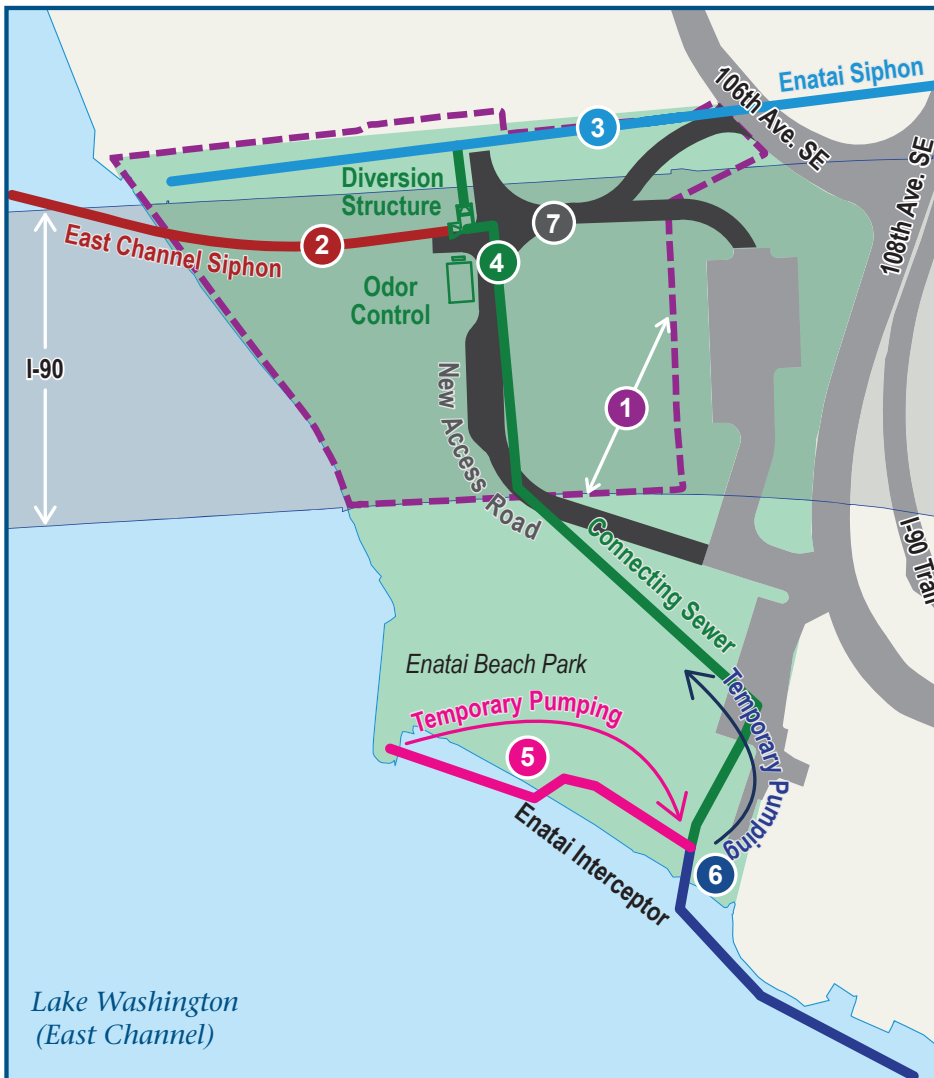 106th Ave. SE
Enatai Siphon
3
108th Ave. SE
Diversion
Structure
7
East Channel Siphon
2
4
Odor
Control
I-90
1
New Access Road
I-90 Trail
Connecting Sewer
Enatai Beach Park
Temporary Pumping
5
Temporary Pumping
Enatai Interceptor
6
Lake Washington
(East Channel)